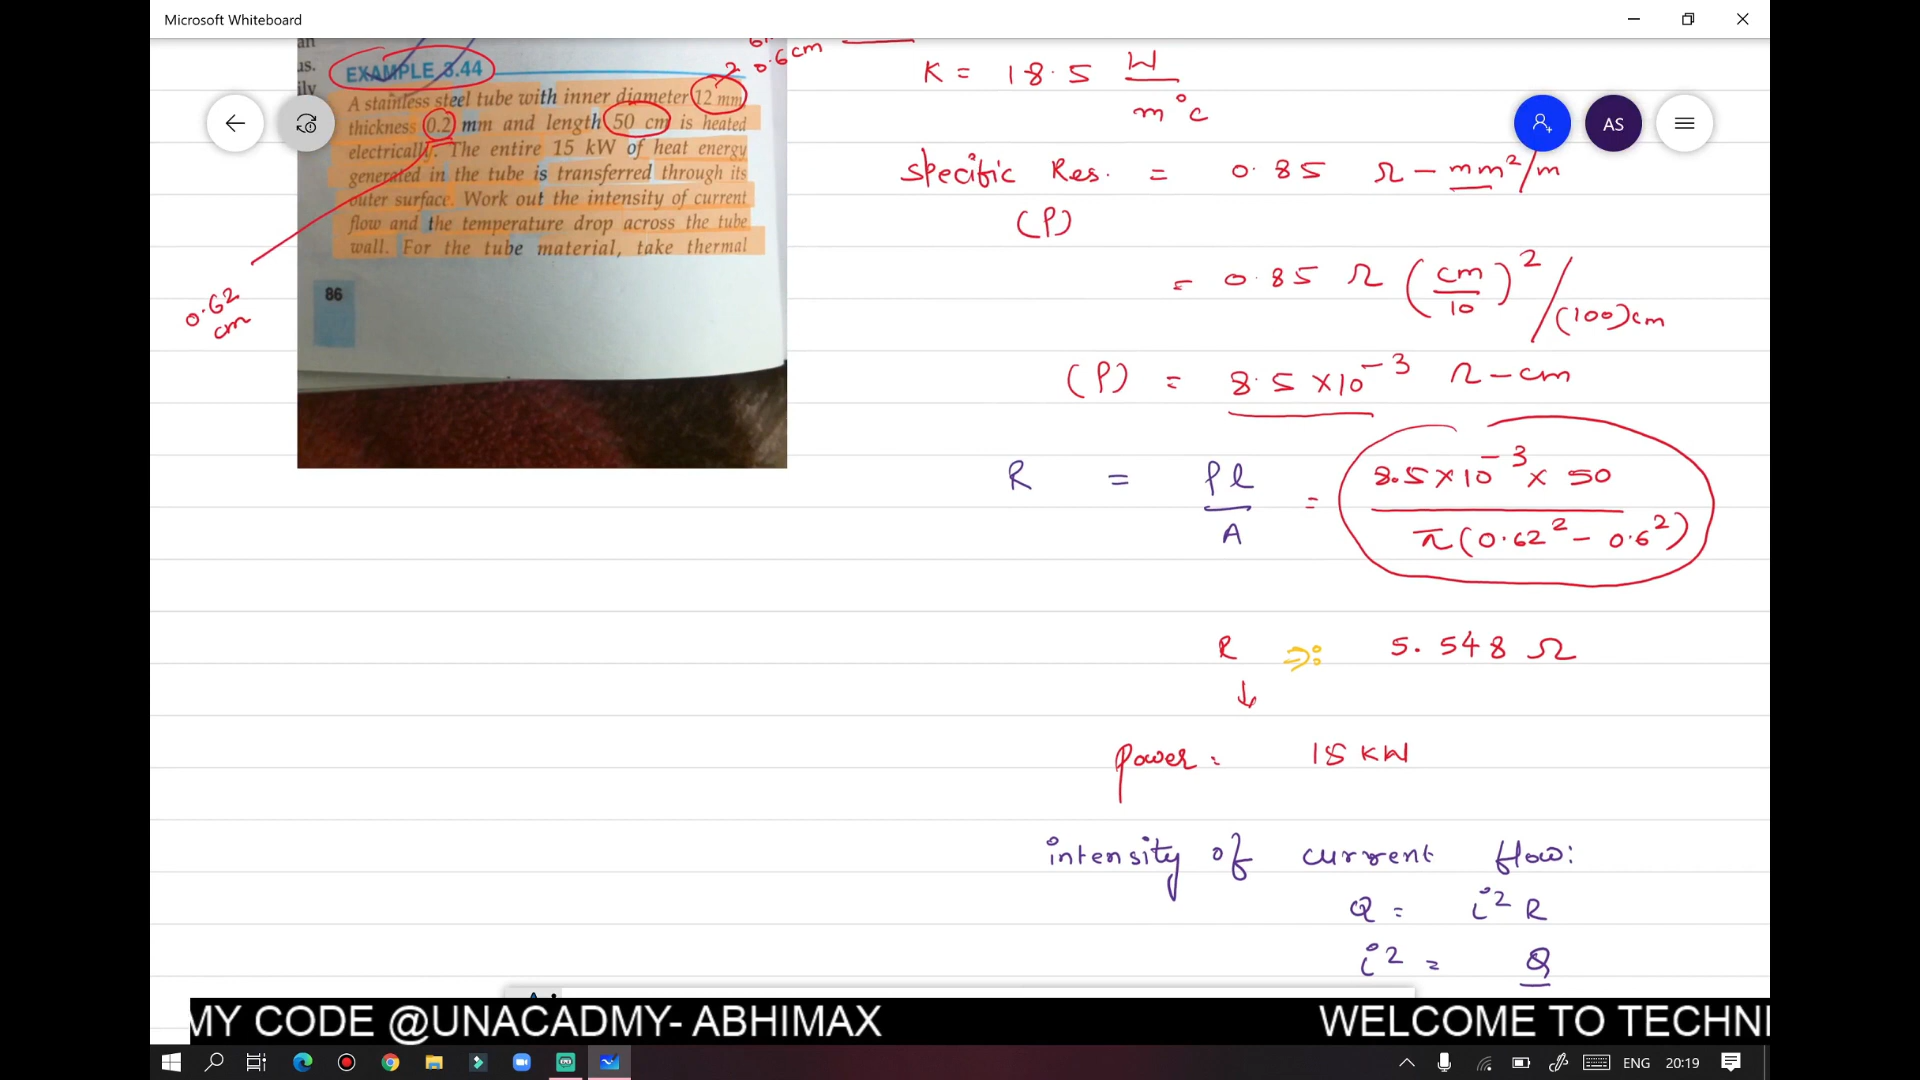 Microsoft Whiteboard
us.
EXAMPLE 3.44
A stainless steel tube with inner diameter 12 mm
thickness 0.2 mm and length 50 cm is heated
electrically. The entire 15 kW of heat energy
generated in the tube is transferred through its
outer surface. Work out the intensity of current
flow and the temperature drop across the tube
wall. For the tube material, take thermal
86
2
0.6cm
0.62
cm
K = 18.5 W/m°c
AS
Specific Res. = 0.85 Ω-mm²/m
(ρ)
= 0.85 Ω (cm/10)²/(100)cm
(ρ) = 8.5×10⁻³ Ω-cm
R = ρl/A = 8.5×10⁻³×50/π(0.62²-0.6²)
R ⇒: 5.548 Ω
↓
Power: 15 KW
intensity of current flow:
Q = i²R
i² = Q
MY CODE @UNACADMY- ABHIMAX
WELCOME TO TECHNI
ENG
20:19